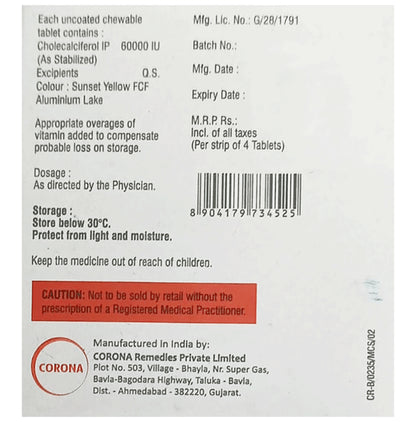 Each uncoated chewable
tablet contains :
Cholecalciferol IP 60000 IU
(As Stabilized)
Excipients Q.S.
Colour : Sunset Yellow FCF
Aluminium Lake
Appropriate overages of
vitamin added to compensate
probable loss on storage.
Dosage :
As directed by the Physician.
Storage :
Store below 30°C.
Protect from light and moisture.
Keep the medicine out of reach of children.
Mfg. Lic. No.: G/28/1791
Batch No.:
Mfg. Date :
Expiry Date :
M.R.P. Rs.:
Incl. of all taxes
(Per strip of 4 Tablets)
8 904179 734525
CAUTION: Not to be sold by retail without the
prescription of a Registered Medical Practitioner.
CORONA
Manufactured in India by:
CORONA Remedies Private Limited
Plot No. 503, Village - Bhayla, Nr. Super Gas,
Bavla-Bagodara Highway, Taluka - Bavla,
Dist. - Ahmedabad - 382220, Gujarat.
CR-B/0235/MCS/02